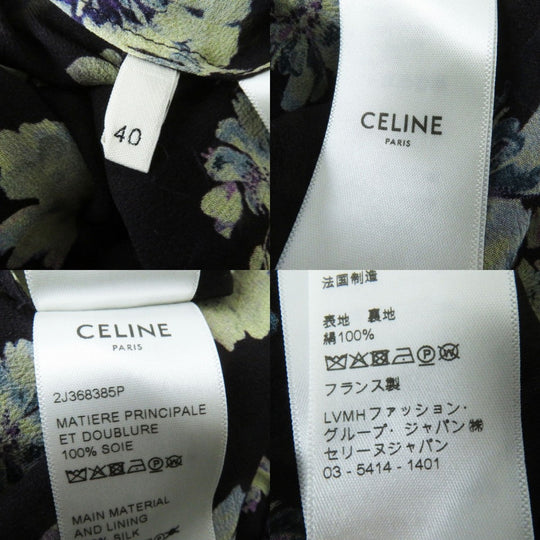 40
CELINE
PARIS
CELINE
PARIS
2J368385P
MATIERE PRINCIPALE
ET DOUBLURE
100% SOIE
MAIN MATERIAL
AND LINING
100% SILK
法国制造
表地 裏地
絹100%
フランス製
LVMHファッション・
グループ・ジャパン㈱
セリーヌジャパン
03-5414-1401